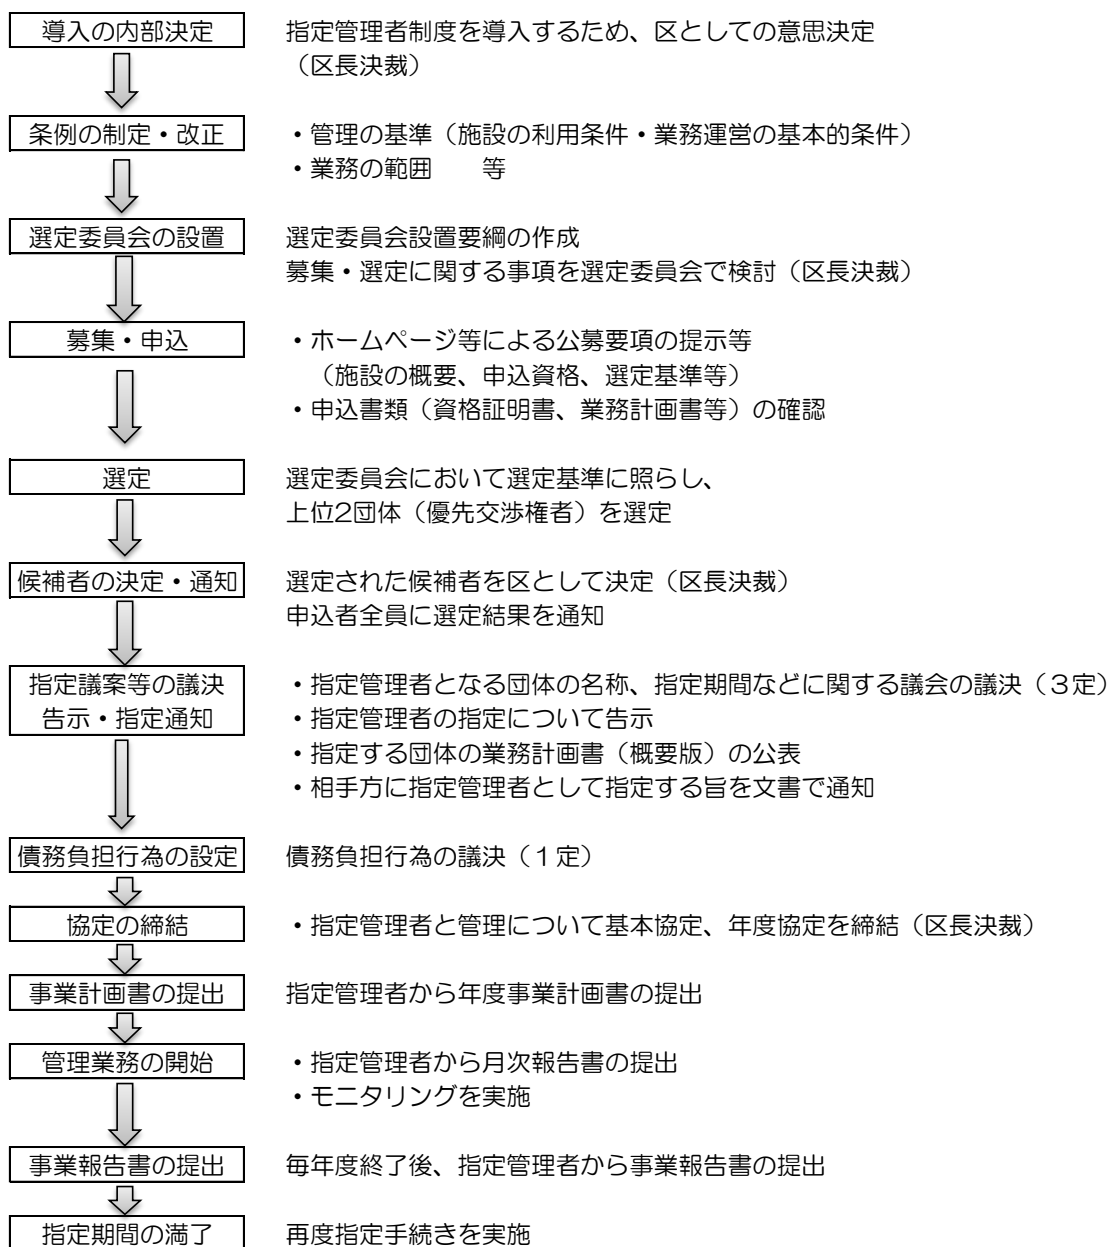 導入の内部決定
指定管理者制度を導入するため、区としての意思決定
（区長決裁）
条例の制定・改正
・管理の基準（施設の利用条件・業務運営の基本的条件）
・業務の範囲　　等
選定委員会の設置
選定委員会設置要綱の作成
募集・選定に関する事項を選定委員会で検討（区長決裁）
募集・申込
・ホームページ等による公募要項の提示等
（施設の概要、申込資格、選定基準等）
・申込書類（資格証明書、業務計画書等）の確認
選定
選定委員会において選定基準に照らし、
上位2団体（優先交渉権者）を選定
候補者の決定・通知
選定された候補者を区として決定（区長決裁）
申込者全員に選定結果を通知
指定議案等の議決
告示・指定通知
・指定管理者となる団体の名称、指定期間などに関する議会の議決（３定）
・指定管理者の指定について告示
・指定する団体の業務計画書（概要版）の公表
・相手方に指定管理者として指定する旨を文書で通知
債務負担行為の設定
債務負担行為の議決（１定）
協定の締結
・指定管理者と管理について基本協定、年度協定を締結（区長決裁）
事業計画書の提出
指定管理者から年度事業計画書の提出
管理業務の開始
・指定管理者から月次報告書の提出
・モニタリングを実施
事業報告書の提出
毎年度終了後、指定管理者から事業報告書の提出
指定期間の満了
再度指定手続きを実施